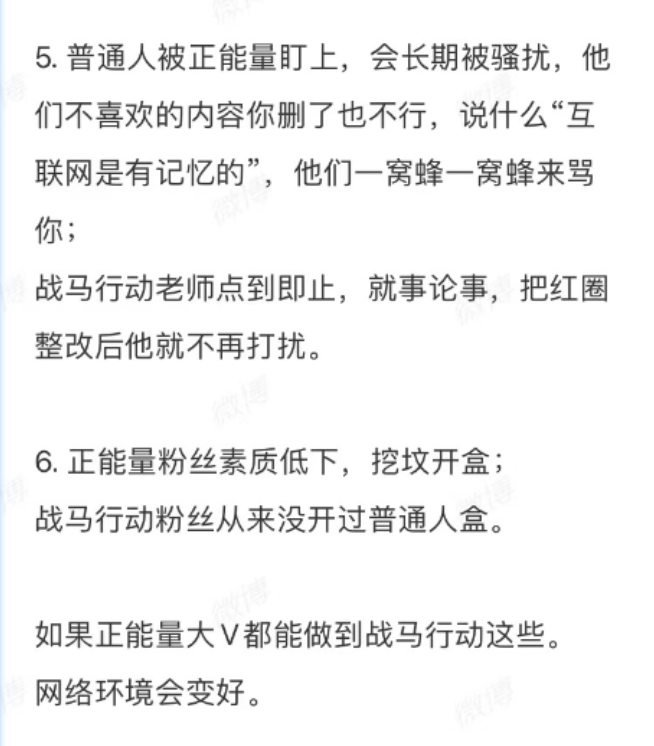 5. 普通人被正能量盯上，会长期被骚扰，他
们不喜欢的内容你删了也不行，说什么“互
联网是有记忆的”，他们一窝蜂一窝蜂来骂
你；
战马行动老师点到即止，就事论事，把红圈
整改后他就不再打扰。
6. 正能量粉丝素质低下，挖坟开盒；
战马行动粉丝从来没开过普通人盒。
如果正能量大V都能做到战马行动这些。
网络环境会变好。